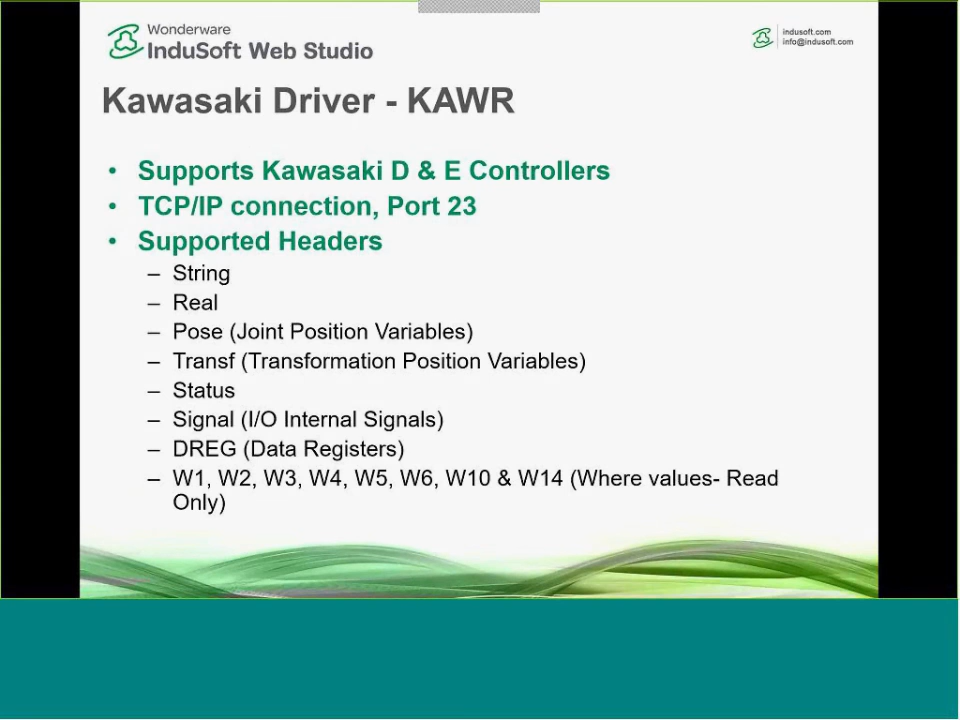 Wonderware
InduSoft Web Studio
indusoft.com
info@indusoft.com
Kawasaki Driver - KAWR
• Supports Kawasaki D & E Controllers
• TCP/IP connection, Port 23
• Supported Headers
– String
– Real
– Pose (Joint Position Variables)
– Transf (Transformation Position Variables)
– Status
– Signal (I/O Internal Signals)
– DREG (Data Registers)
– W1, W2, W3, W4, W5, W6, W10 & W14 (Where values- Read
Only)